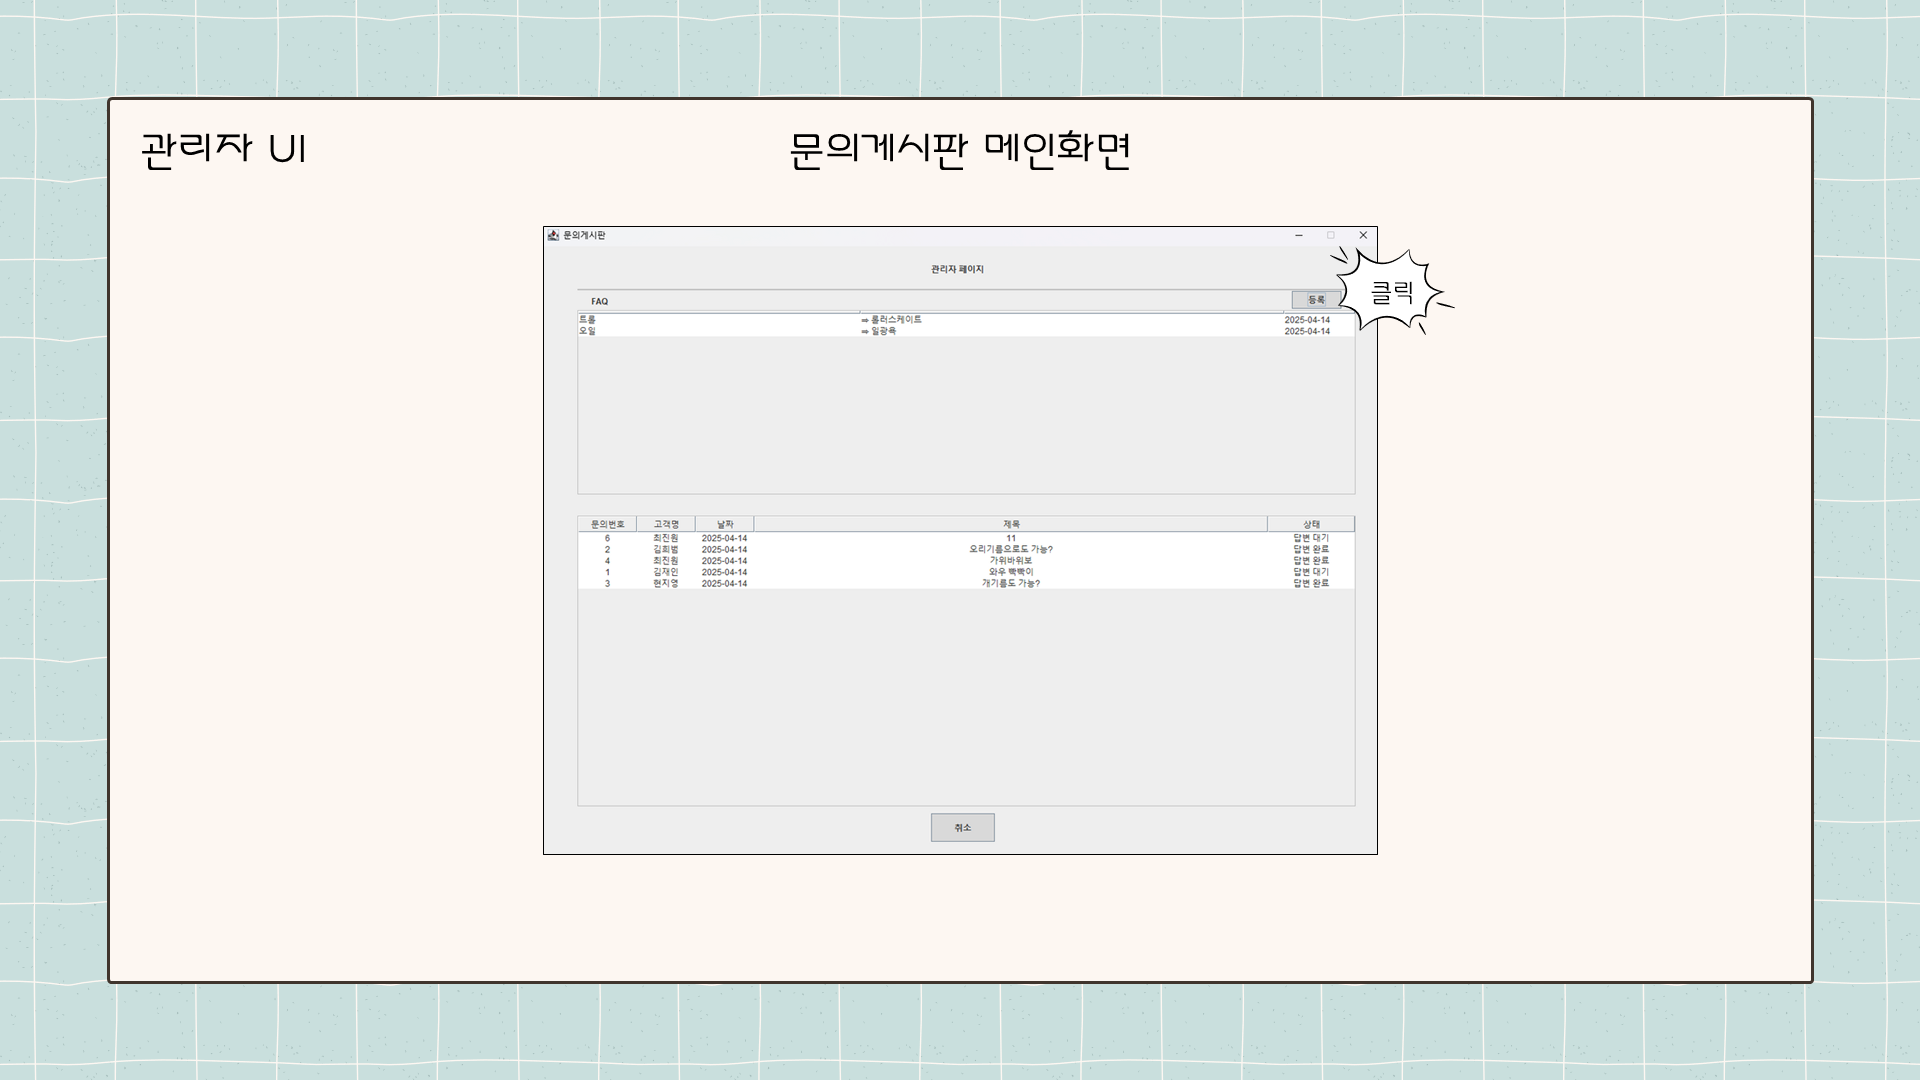 관리자 UI
문의게시판 메인화면
문의게시판
관리자 페이지
FAQ
등록
클릭
트롤 ⇒ 롤러스케이트 2025-04-14
오일 ⇒ 일광욕 2025-04-14
문의번호 고객명 날짜 제목 상태
6 최진원 2025-04-14 11 답변 대기
2 김희범 2025-04-14 오리기름으로도 가능? 답변 완료
4 최진원 2025-04-14 가위바위보 답변 완료
1 김재인 2025-04-14 와우 빡빡이 답변 대기
3 현지영 2025-04-14 개기름도 가능? 답변 완료
취소